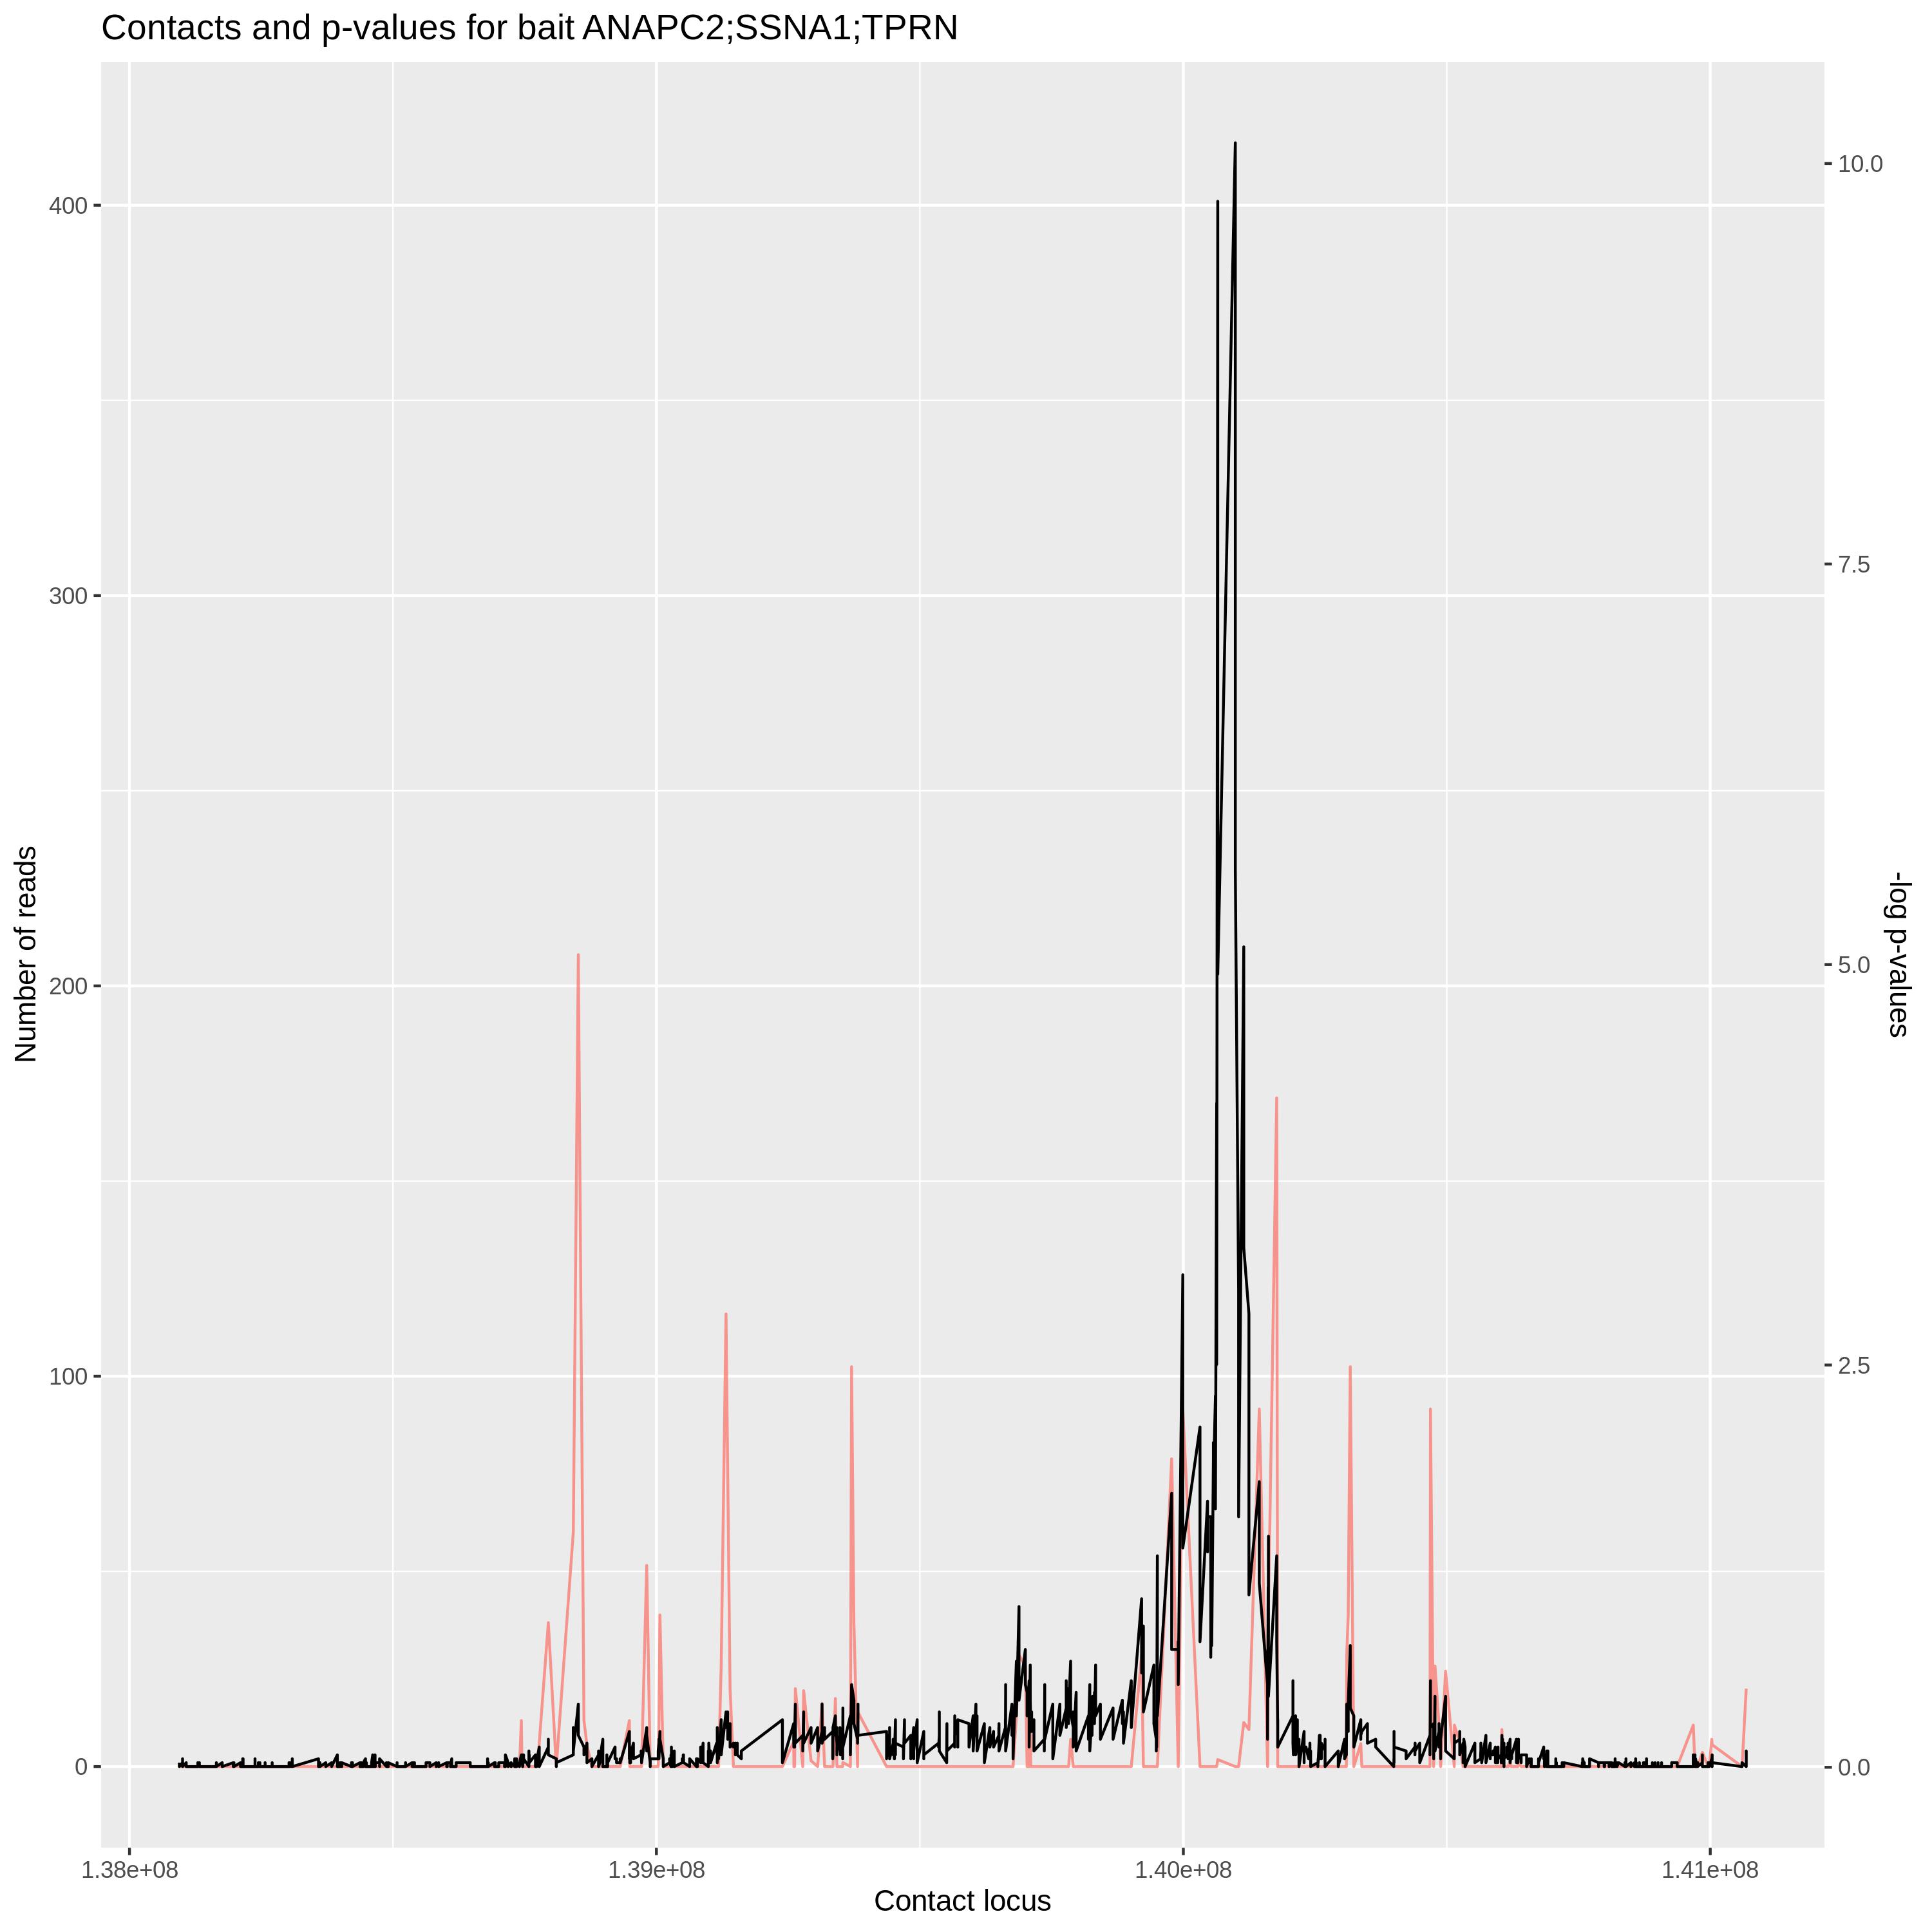 Contacts and p-values for bait ANAPC2;SSNA1;TPRN
400
300
200
100
0
Number of reads
10.0
7.5
5.0
2.5
0.0
-log p-values
1.38e+08
1.39e+08
1.40e+08
1.41e+08
Contact locus